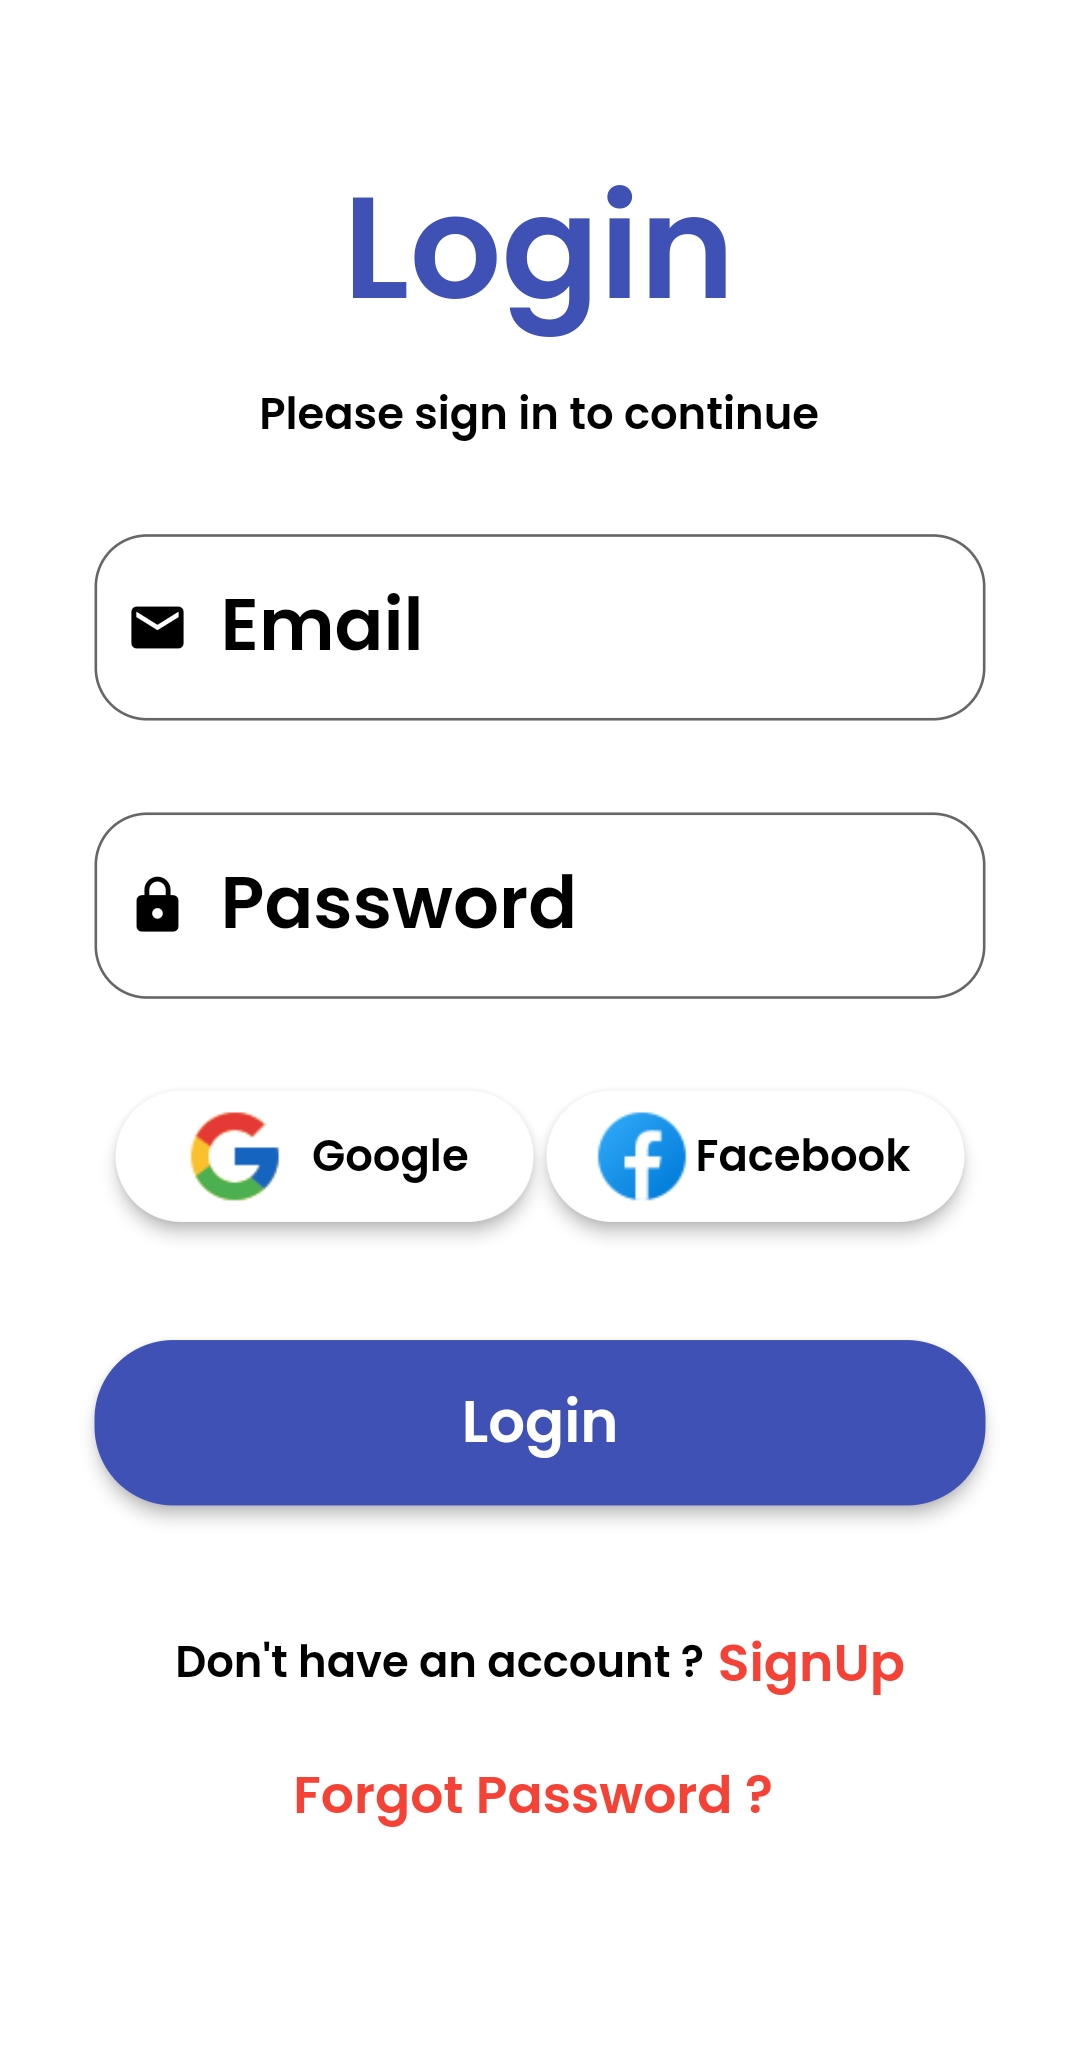 Login
Please sign in to continue
Email
Password
Google Facebook
Login
Don't have an account ? SignUp
Forgot Password ?